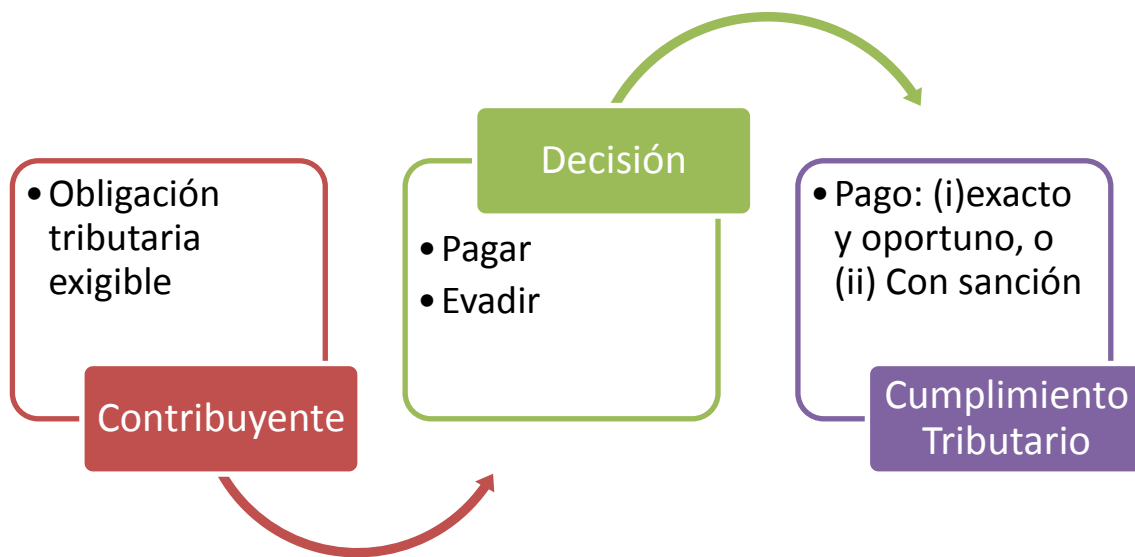 • Obligación
tributaria
exigible
Contribuyente
Decisión
• Pagar
• Evadir
• Pago: (i)exacto
y oportuno, o
(ii) Con sanción
Cumplimiento
Tributario